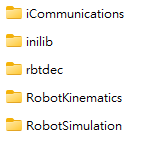 iCommunications
inilib
rbtdec
RobotKinematics
RobotSimulation